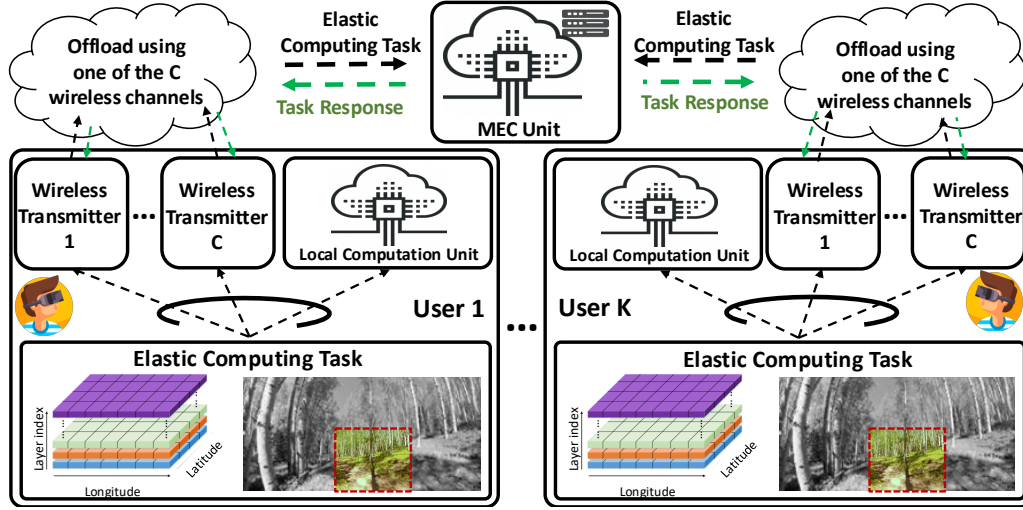 Offload using
one of the C
wireless channels
Elastic
Computing Task
Task Response
MEC Unit
Elastic
Computing Task
Task Response
Offload using
one of the C
wireless channels
Wireless
Transmitter
1
...
Wireless
Transmitter
C
Local Computation Unit
User 1
Elastic Computing Task
Layer index
Latitude
Longitude
...
Local Computation Unit
Wireless
Transmitter
1
...
Wireless
Transmitter
C
User K
Elastic Computing Task
Layer index
Latitude
Longitude